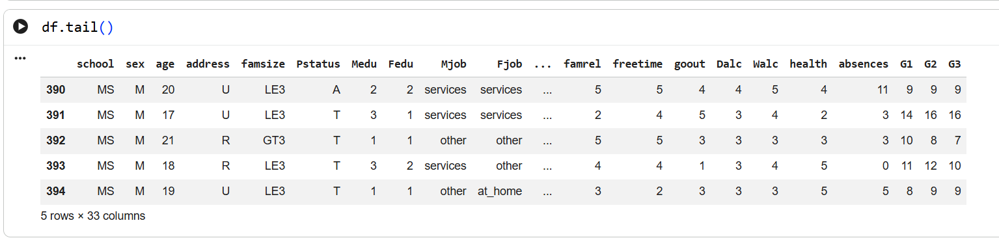 df.tail()
... school sex age address famsize Pstatus Medu Fedu Mjob Fjob ... famrel freetime goout Dalc Walc health absences G1 G2 G3
390 MS M 20 U LE3 A 2 2 services services ... 5 5 4 4 5 4 11 9 9 9
391 MS M 17 U LE3 T 3 1 services services ... 2 4 5 3 4 2 3 14 16 16
392 MS M 21 R GT3 T 1 1 other other ... 5 5 3 3 3 3 3 10 8 7
393 MS M 18 R LE3 T 3 2 services other ... 4 4 1 3 4 5 0 11 12 10
394 MS M 19 U LE3 T 1 1 other at_home ... 3 2 3 3 3 5 5 8 9 9
5 rows × 33 columns